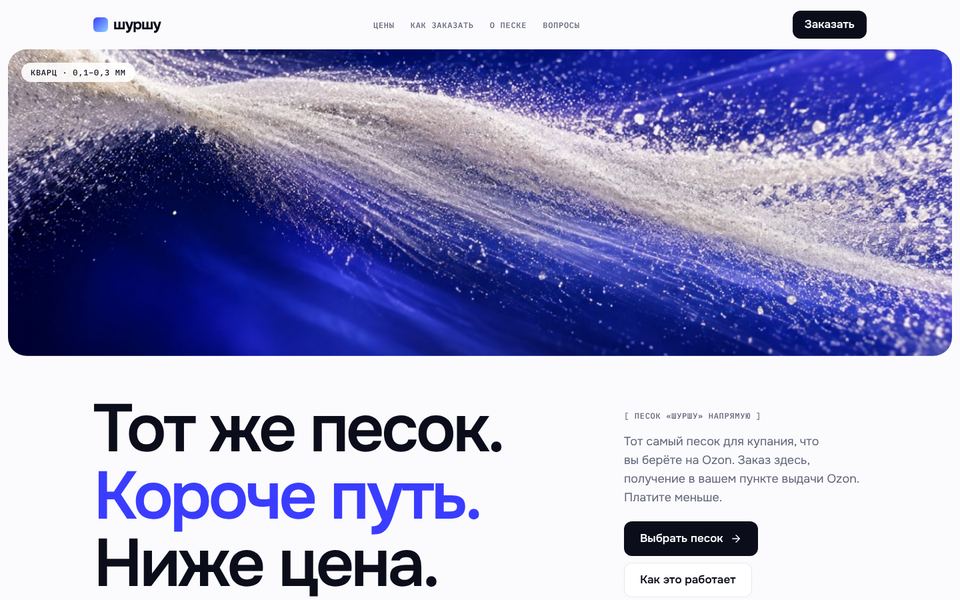 шуршу
ЦЕНЫ КАК ЗАКАЗАТЬ О ПЕСКЕ ВОПРОСЫ
Заказать
КВАРЦ · 0,1–0,3 ММ
Тот же песок.
Короче путь.
Ниже цена.
[ ПЕСОК «ШУРШУ» НАПРЯМУЮ ]
Тот самый песок для купания, что
вы берёте на Ozon. Заказ здесь,
получение в вашем пункте выдачи Ozon.
Платите меньше.
Выбрать песок →
Как это работает